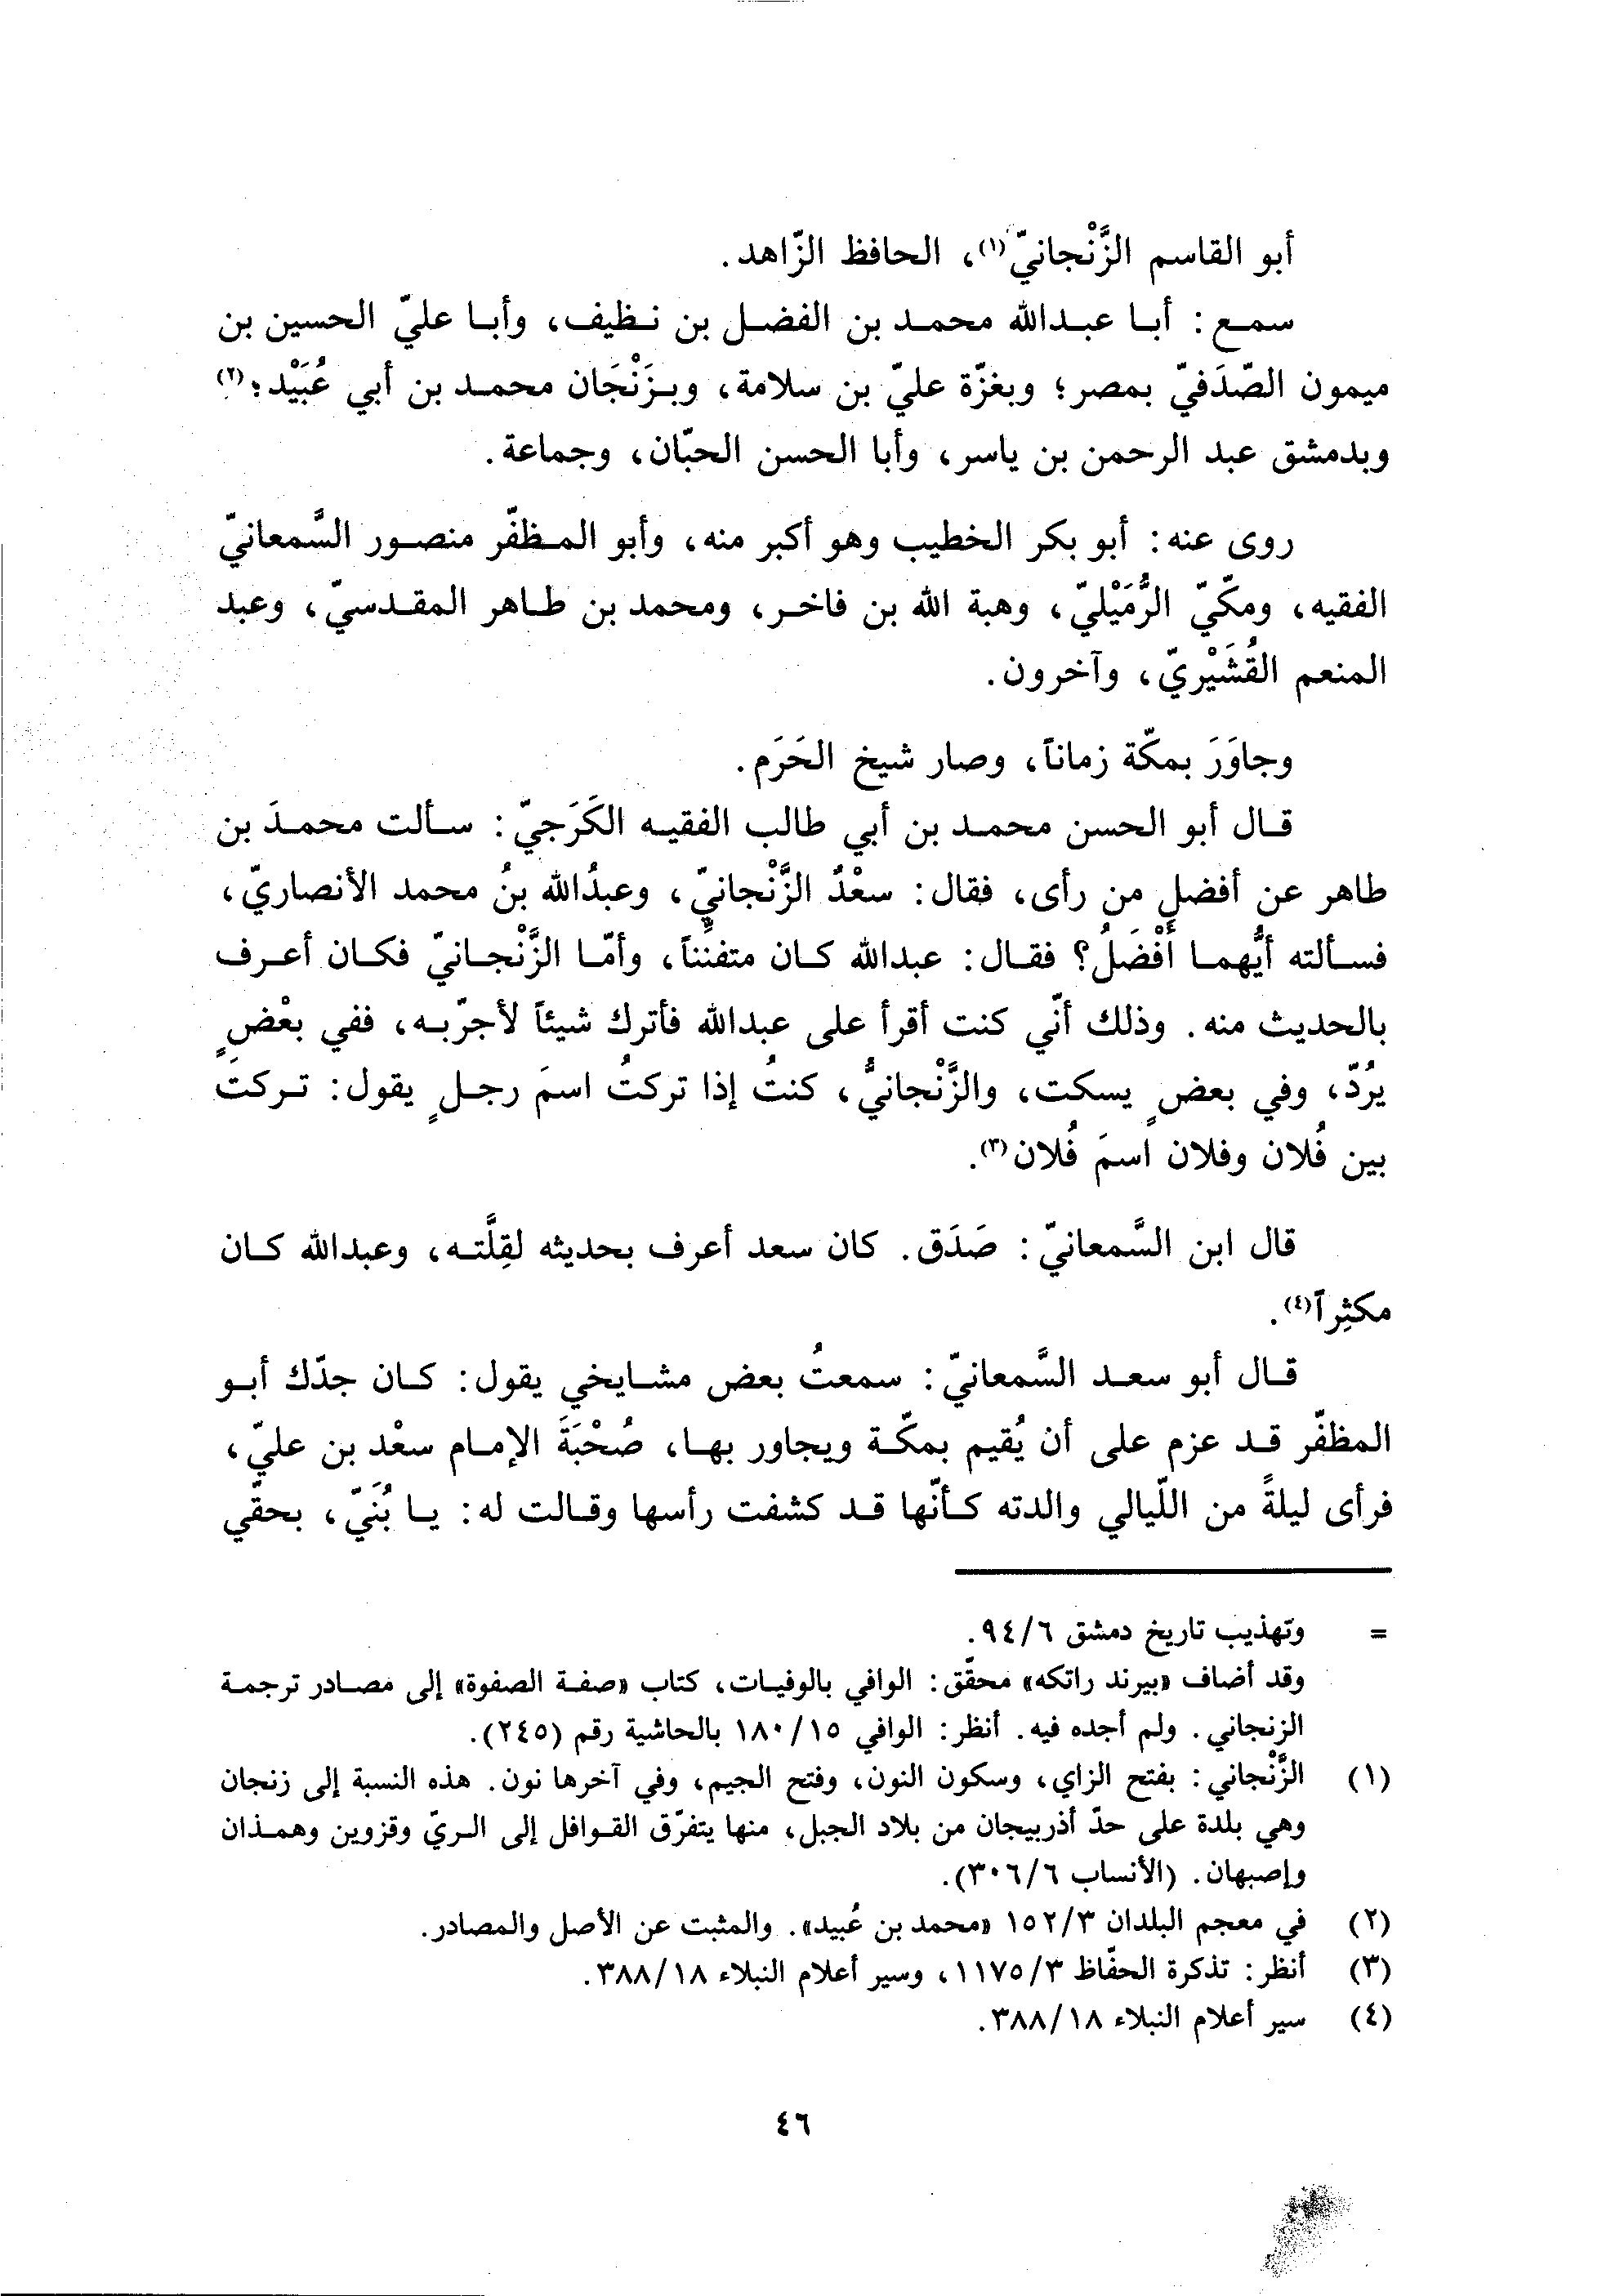 أبو القاسم الزَّنْجانيّ(١)، الحافظ الزّاهد.
سمع: أبا عبدالله محمد بن الفضل بن نظيف، وأبا عليّ الحسين بن
ميمون الصّدَفيّ بمصر؛ وبغزّة عليّ بن سلامة، وبزَنْجَان محمد بن أبي عُبَيْد؛(٢)
وبدمشق عبد الرحمن بن ياسر، وأبا الحسن الحبّان، وجماعة.
روى عنه: أبو بكر الخطيب وهو أكبر منه، وأبو المظفّر منصور السَّمعانيّ
الفقيه، ومكّيّ الرُّمَيْليّ، وهبة الله بن فاخر، ومحمد بن طاهر المقدسيّ، وعبد
المنعم القُشَيْريّ، وآخرون.
وجاوَرَ بمكّة زماناً، وصار شيخ الحَرَم.
قال أبو الحسن محمد بن أبي طالب الفقيه الكَرَجيّ: سألت محمدَ بن
طاهر عن أفضلِ من رأى، فقال: سعْدٌ الزَّنْجانيّ، وعبدُالله بنُ محمد الأنصاريّ،
فسألته أيُّهما أَفْضَلُ؟ فقال: عبدالله كان متفنِّناً، وأمّا الزَّنْجانيّ فكان أعرف
بالحديث منه. وذلك أنّي كنت أقرأ على عبدالله فأترك شيئاً لأجرّبه، ففي بعْضٍ
يرُدّ، وفي بعضٍ يسكت، والزَّنْجانيُّ، كنتُ إذا تركتُ اسمَ رجلٍ يقول: تركتَ
بين فُلان وفلان اسمَ فُلان(٣).
قال ابن السَّمعانيّ: صَدَق. كان سعد أعرف بحديثه لقِلَّته، وعبدالله كان
مكثِراً(٤).
قال أبو سعد السَّمعانيّ: سمعتُ بعض مشايخي يقول: كان جدّك أبو
المظفّر قد عزم على أن يُقيم بمكّة ويجاور بها، صُحْبَةَ الإمام سعْد بن عليّ،
فرأى ليلةً من اللّيالي والدته كأنّها قد كشفت رأسها وقالت له: يا بُنَيّ، بحقّي
= وتهذيب تاريخ دمشق ٩٤/٦.
وقد أضاف «بيرند راتكه» محقّق: الوافي بالوفيات، كتاب «صفة الصفوة» إلى مصادر ترجمة
الزنجاني. ولم أجده فيه. أنظر: الوافي ١٨٠/١٥ بالحاشية رقم (٢٤٥).
(١) الزَّنْجاني: بفتح الزاي، وسكون النون، وفتح الجيم، وفي آخرها نون. هذه النسبة إلى زنجان
وهي بلدة على حدّ أذربيجان من بلاد الجبل، منها يتفرّق القوافل إلى الريّ وقزوين وهمذان
وإصبهان. (الأنساب ٣٠٦/٦).
(٢) في معجم البلدان ١٥٢/٣ «محمد بن عُبيد». والمثبت عن الأصل والمصادر.
(٣) أنظر: تذكرة الحفّاظ ١١٧٥/٣، وسير أعلام النبلاء ٣٨٨/١٨.
(٤) سير أعلام النبلاء ٣٨٨/١٨.
٤٦